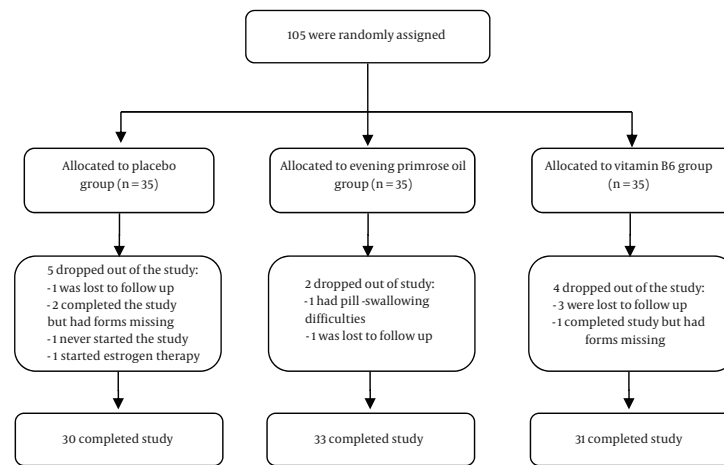 105 were randomly assigned
Allocated to placebo
group (n = 35)
Allocated to evening primrose oil
group (n = 35)
Allocated to vitamin B6 group
(n = 35)
5 dropped out of the study:
-1 was lost to follow up
-2 completed the study
but had forms missing
-1 never started the study
-1 started estrogen therapy
2 dropped out of study:
-1 had pill -swallowing
difficulties
-1 was lost to follow up
4 dropped out of the study:
-3 were lost to follow up
-1 completed study but had
forms missing
30 completed study
33 completed study
31 completed study